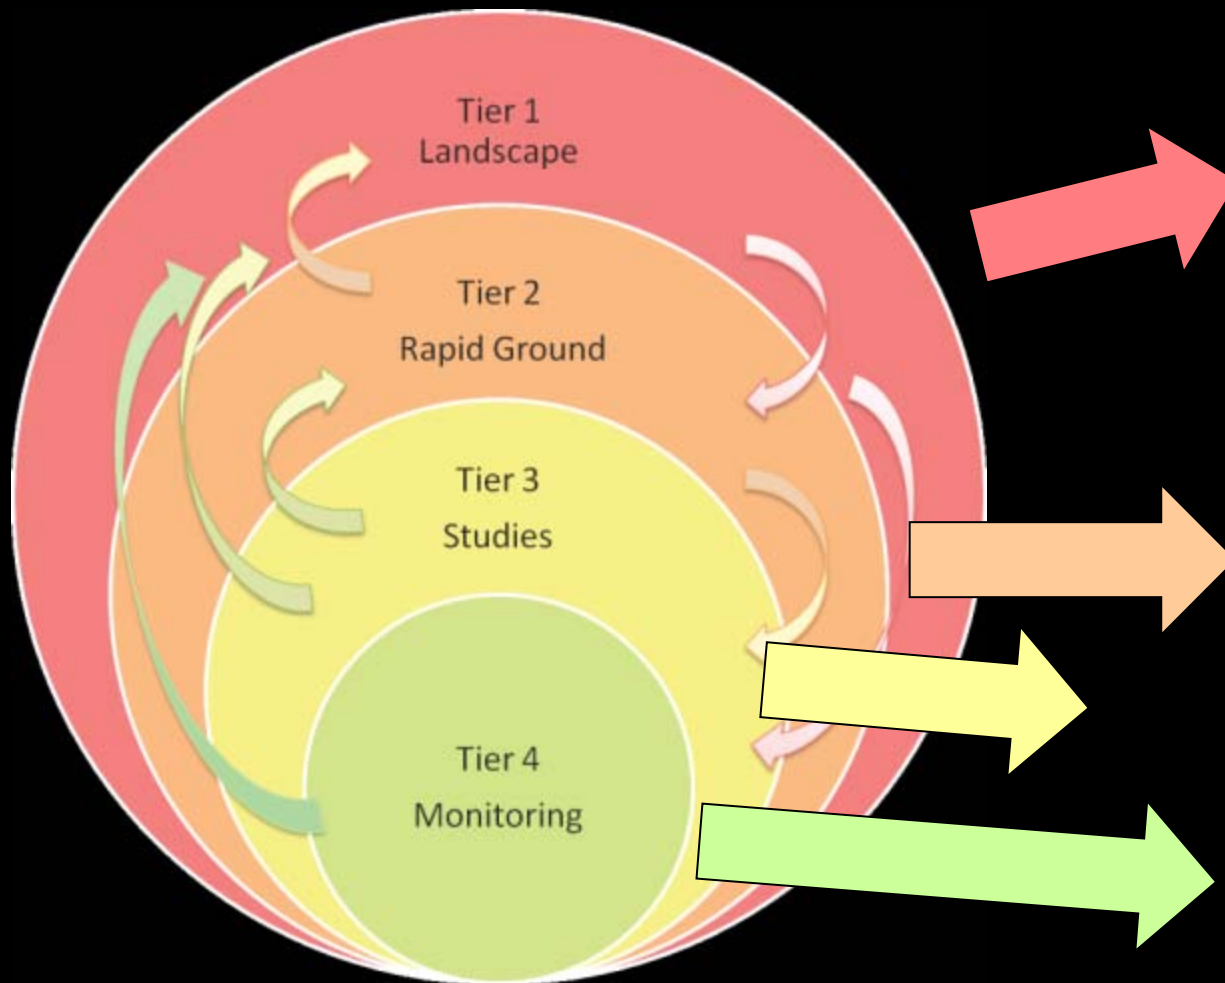 Tier 1
Landscape
Tier 2
Rapid Ground
Tier 3
Studies
Tier 4
Monitoring